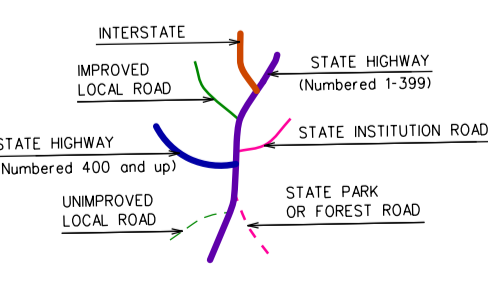 INTERSTATE
STATE HIGHWAY
(Numbered 1-399)
IMPROVED
LOCAL ROAD
STATE INSTITUTION ROAD
STATE HIGHWAY
Numbered 400 and up)
UNIMPROVED
LOCAL ROAD
STATE PARK
OR FOREST ROAD